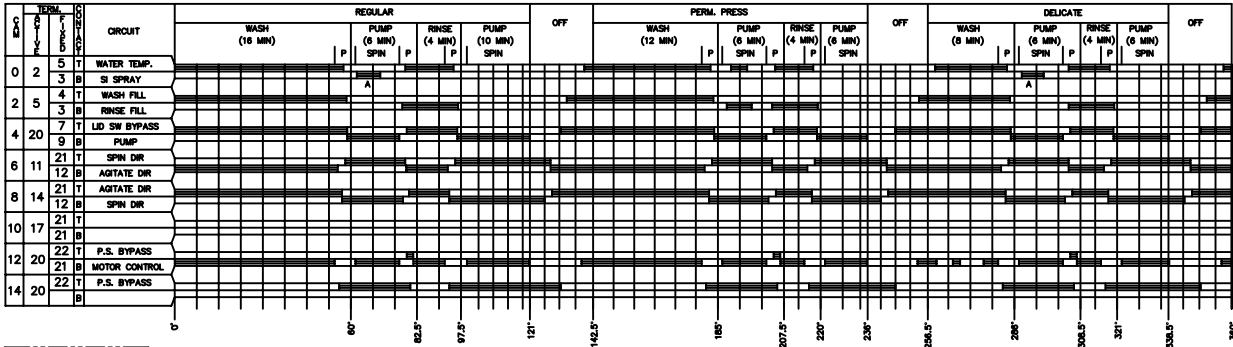 CAM
TERM.
ACTIVE
FIXED
CONTACT
CIRCUIT
REGULAR
WASH
(16 MIN)
P
PUMP
(6 MIN)
SPIN
P
RINSE
(4 MIN)
P
PUMP
(10 MIN)
SPIN
OFF
PERM. PRESS
WASH
(12 MIN)
P
PUMP
(6 MIN)
SPIN
P
RINSE
(4 MIN)
P
PUMP
(6 MIN)
SPIN
OFF
DELICATE
WASH
(8 MIN)
P
PUMP
(6 MIN)
SPIN
P
RINSE
(4 MIN)
P
PUMP
(6 MIN)
SPIN
OFF
0 2 5 T WATER TEMP.
3 B SI SPRAY
A
A
2 5 4 T WASH FILL
3 B RINSE FILL
4 20 7 T LID SW BYPASS
9 B PUMP
6 11 21 T SPIN DIR
12 B AGITATE DIR
8 14 21 T AGITATE DIR
12 B SPIN DIR
10 17 21 T
21 B
12 20 22 T P.S. BYPASS
21 B MOTOR CONTROL
14 20 22 T P.S. BYPASS
B
0° 60° 82.5° 97.5° 121° 142.5° 185° 207.5° 220° 236° 256.5° 286° 308.5° 321° 338.5° 360°